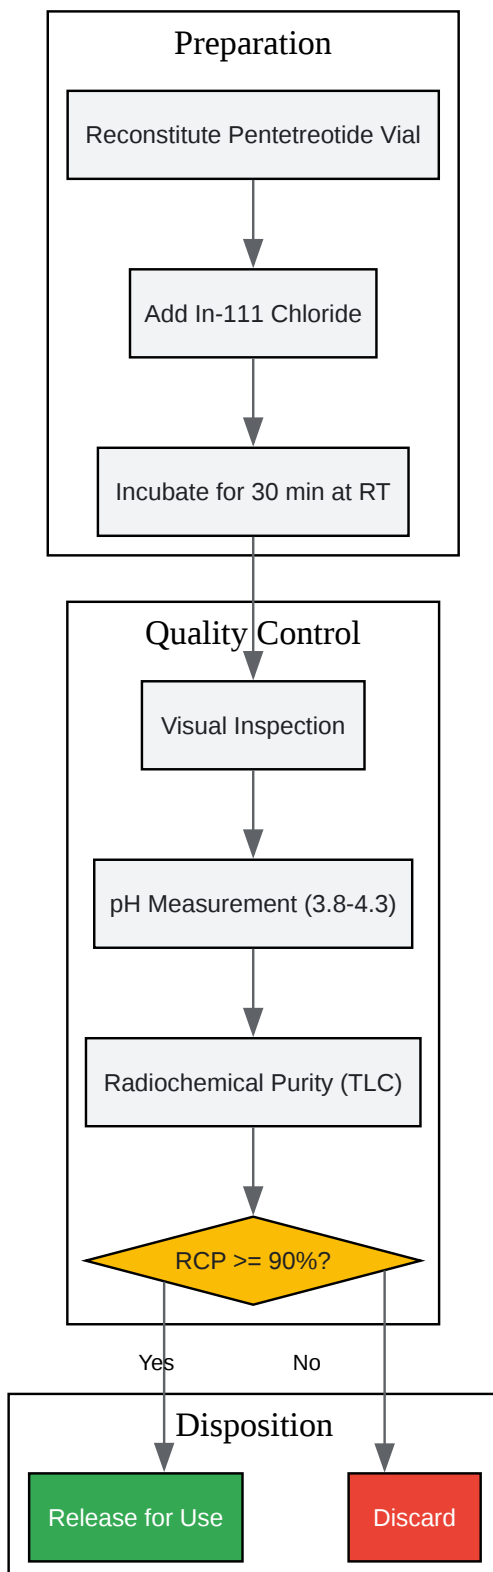 Preparation
Reconstitute Pentetreotide Vial
Add In-111 Chloride
Incubate for 30 min at RT
Quality Control
Visual Inspection
pH Measurement (3.8-4.3)
Radiochemical Purity (TLC)
RCP >= 90%?
Yes
No
Disposition
Release for Use
Discard